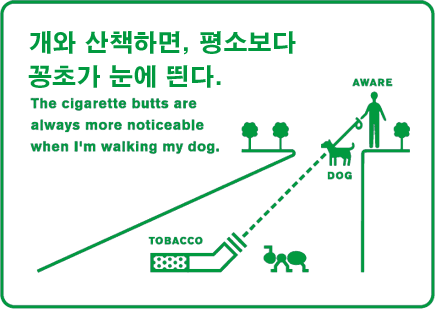 개와 산책하면, 평소보다
꽁초가 눈에 띈다.
The cigarette butts are
always more noticeable
when I'm walking my dog.
AWARE
DOG
TOBACCO